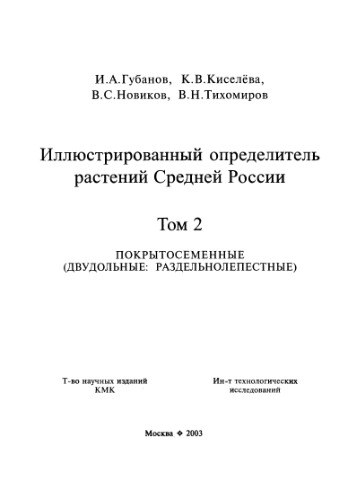 И.А.Губанов, К.В.Киселёва,
В.С.Новиков, В.Н.Тихомиров
Иллюстрированный определитель
растений Средней России
Том 2
ПОКРЫТОСЕМЕННЫЕ
(ДВУДОЛЬНЫЕ: РАЗДЕЛЬНОЛЕПЕСТНЫЕ)
Т-во научных изданий
КМК
Ин-т технологических
исследований
Москва ❖ 2003